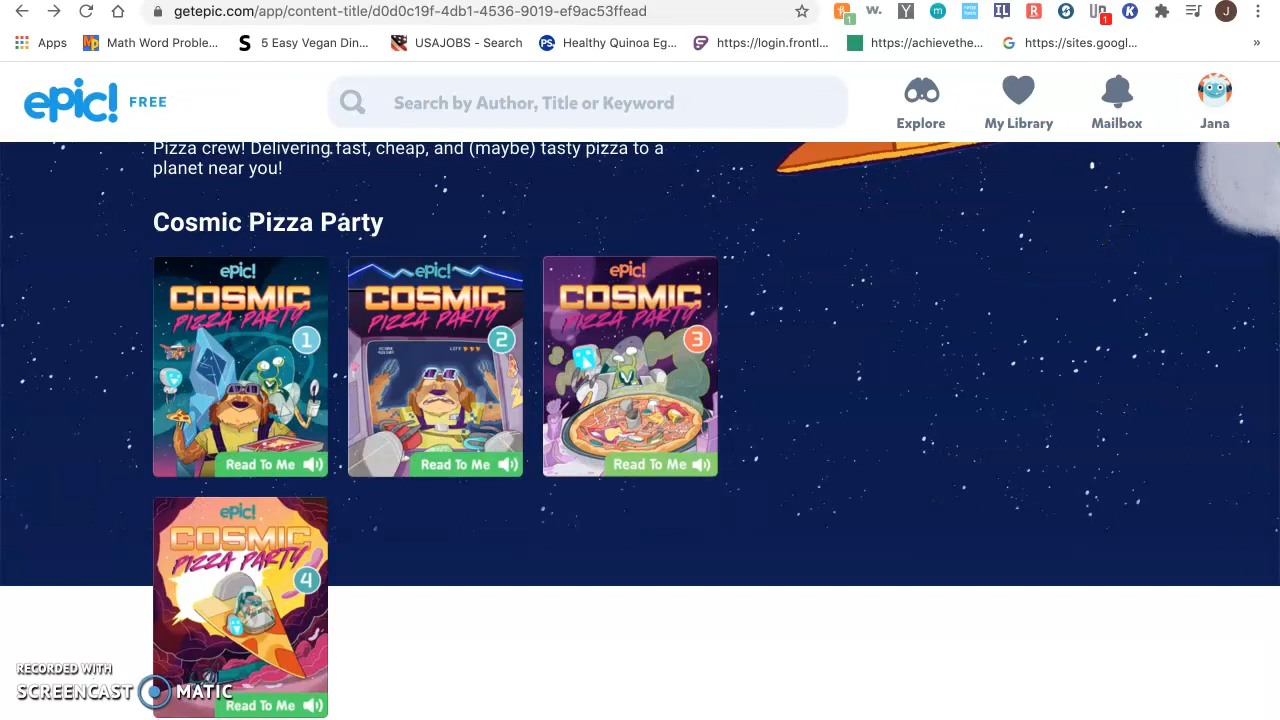 getepic.com/app/content-title/d0d0c19f-4db1-4536-9019-ef9ac53ffead
1
1
J
Apps
Math Word Proble...
5 Easy Vegan Din...
USAJOBS - Search
Healthy Quinoa Eg...
https://login.frontl...
https://achievethe...
https://sites.googl...
»
epic! FREE
Search by Author, Title or Keyword
Explore
My Library
Mailbox
Jana
Pizza crew! Delivering fast, cheap, and (maybe) tasty pizza to a
planet near you!
Cosmic Pizza Party
epic!
COSMIC
PIZZA PARTY
1
Read To Me
epic!
COSMIC
PIZZA PARTY
2
Read To Me
epic!
COSMIC
PIZZA PARTY
3
Read To Me
epic!
COSMIC
PIZZA PARTY
4
Read To Me
RECORDED WITH
SCREENCAST MATIC